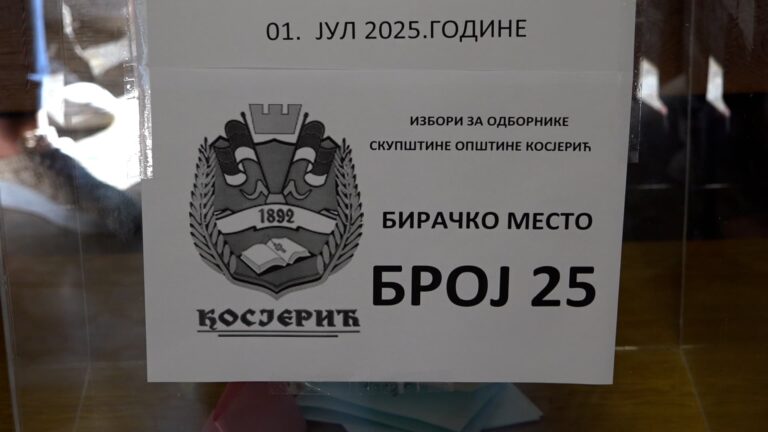 01. ЈУЛ 2025.ГОДИНЕ
ИЗБОРИ ЗА ОДБОРНИКЕ
СКУПШТИНЕ ОПШТИНЕ КОСЈЕРИЋ
1892
БИРАЧКО МЕСТО
БРОЈ 25
КОСЈЕРИЋ